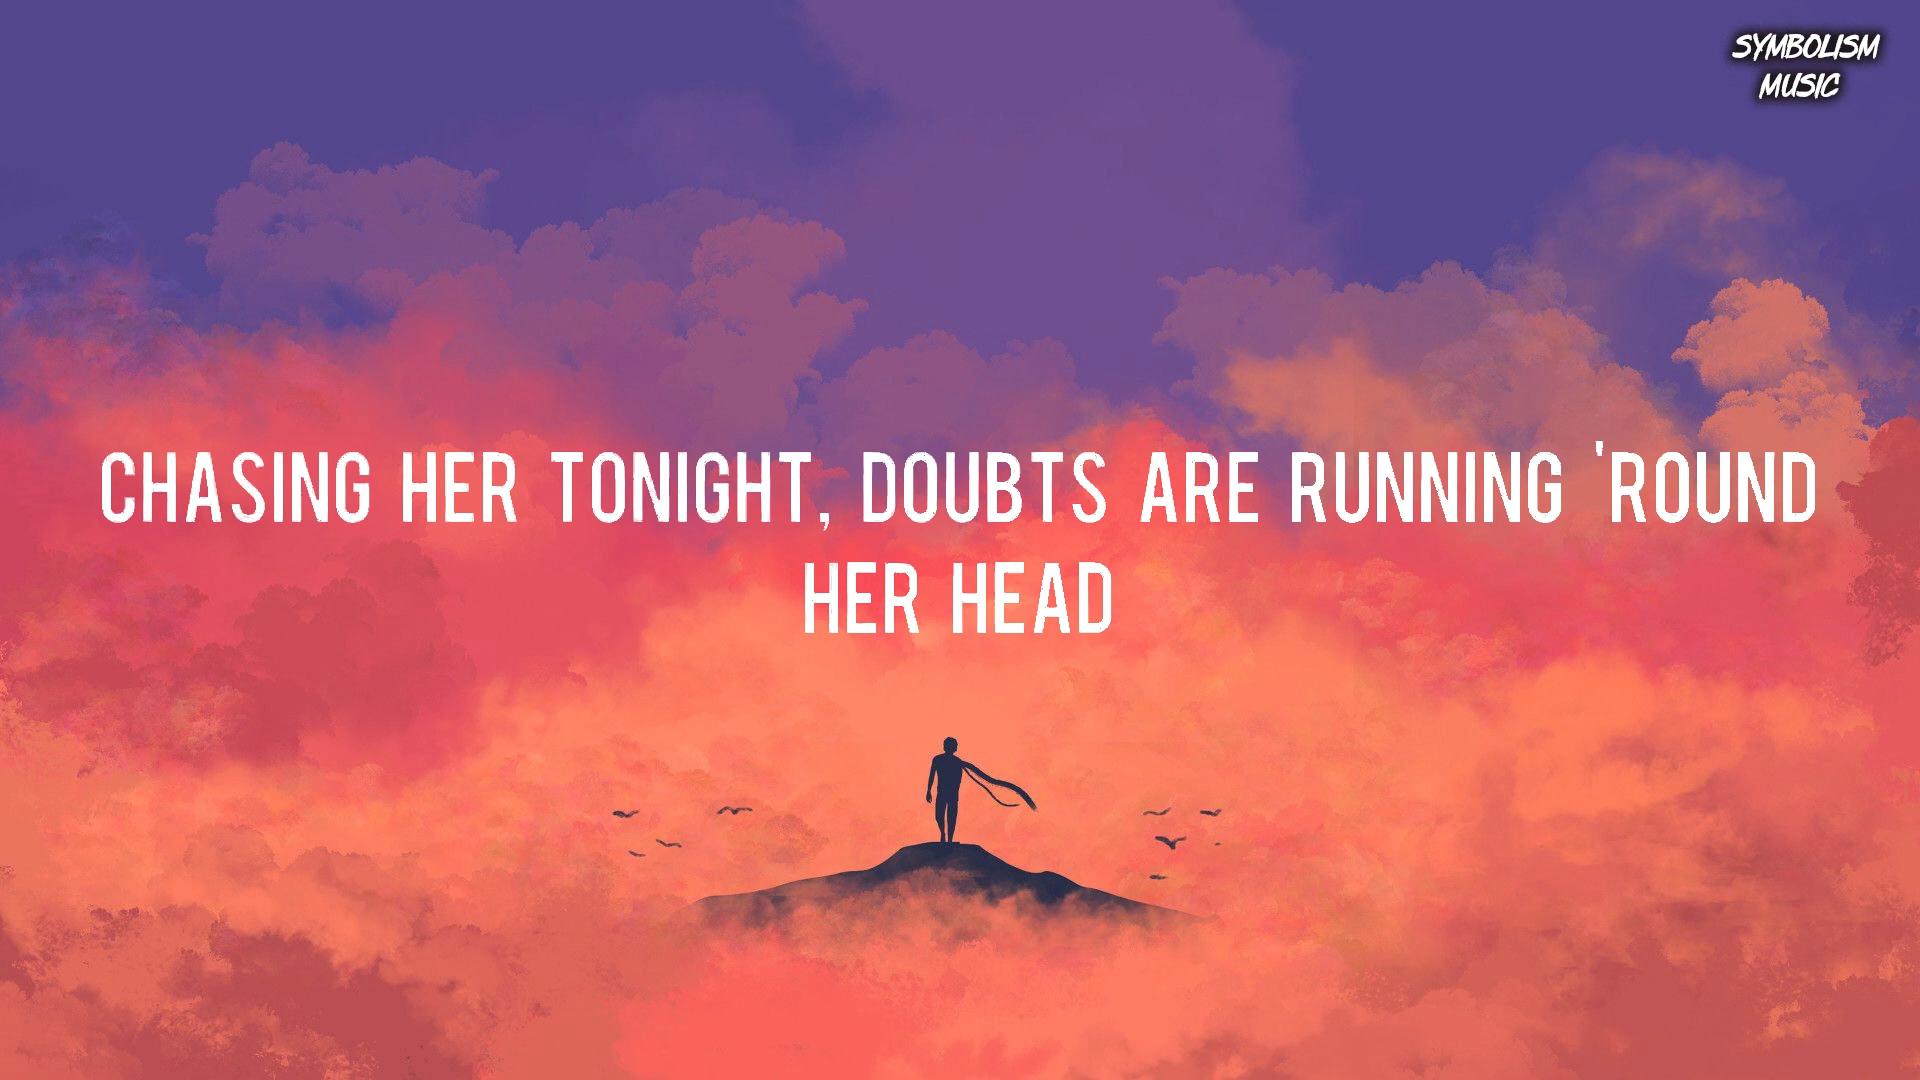 SYMBOLISM
MUSIC
CHASING HER TONIGHT, DOUBTS ARE RUNNING 'ROUND
HER HEAD